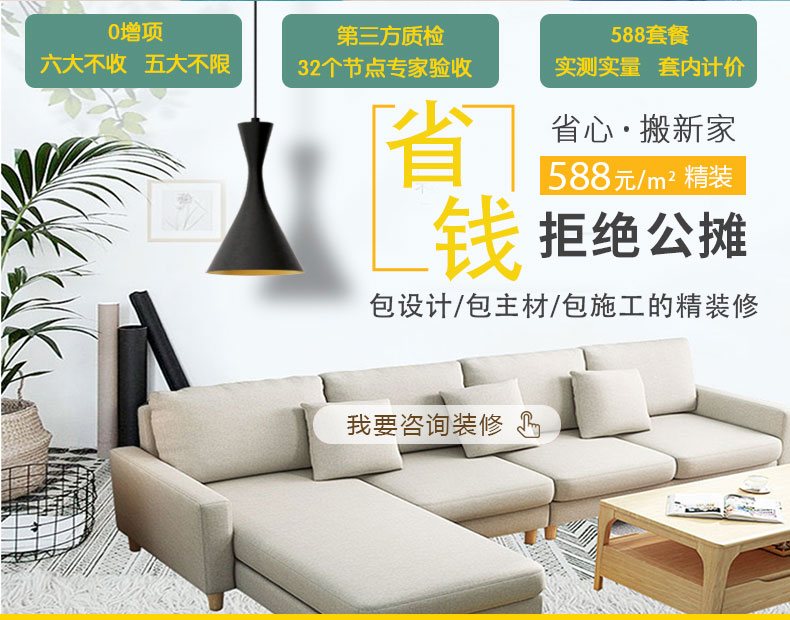 0增项
六大不收 五大不限
第三方质检
32个节点专家验收
588套餐
实测实量 套内计价
省钱
省心·搬新家
588元/m² 精装
拒绝公摊
包设计/包主材/包施工的精装修
我要咨询装修